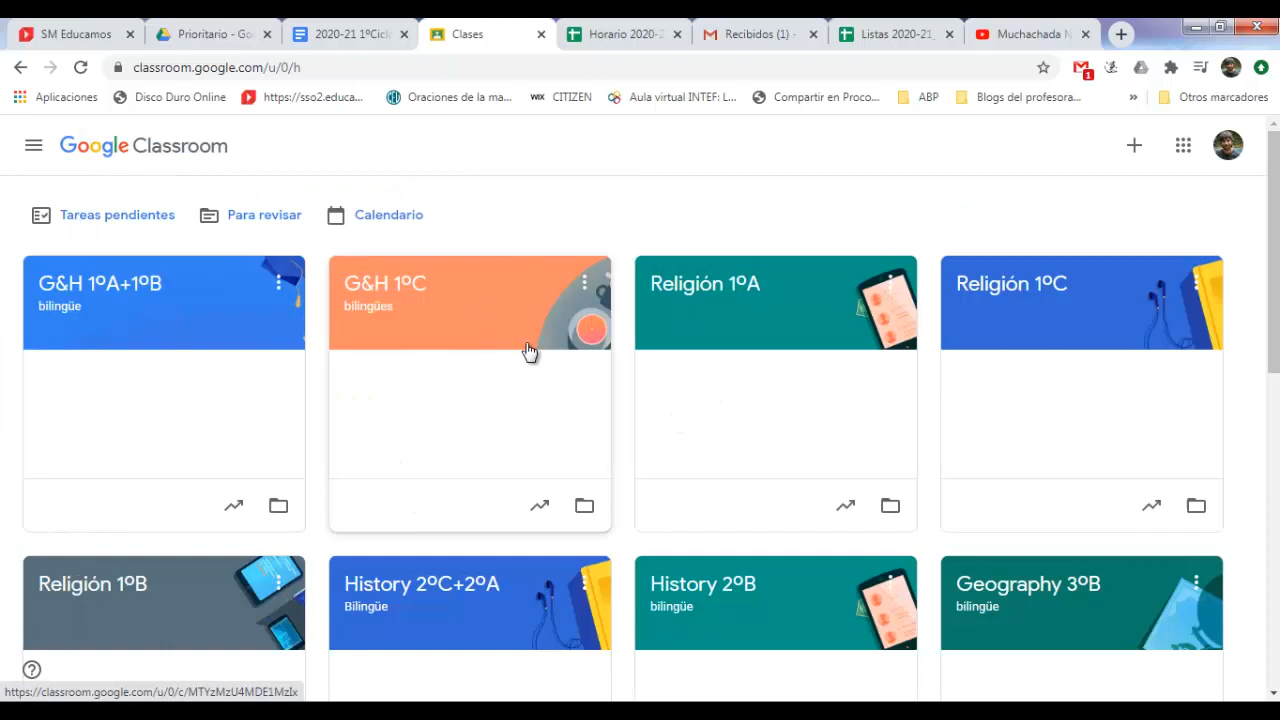 SM Educamos
Prioritario - Go
2020-21 1ºCick
Clases
Horario 2020-2
Recibidos (1) -
Listas 2020-21_
Muchachada N
classroom.google.com/u/0/h
1
Aplicaciones
Disco Duro Online
https://sso2.educa...
Oraciones de la ma...
WIX CITIZEN
Aula virtual INTEF: L...
Compartir en Proco...
ABP
Blogs del profesora...
»
Otros marcadores
Google Classroom
Tareas pendientes
Para revisar
Calendario
G&H 1ºA+1ºB
bilingüe
G&H 1ºC
bilingües
Religión 1ºA
Religión 1ºC
Religión 1ºB
History 2ºC+2ºA
Bilingüe
History 2ºB
bilingüe
Geography 3ºB
bilingüe
https://classroom.google.com/u/0/c/MTYzMzU4MDE1MzIx